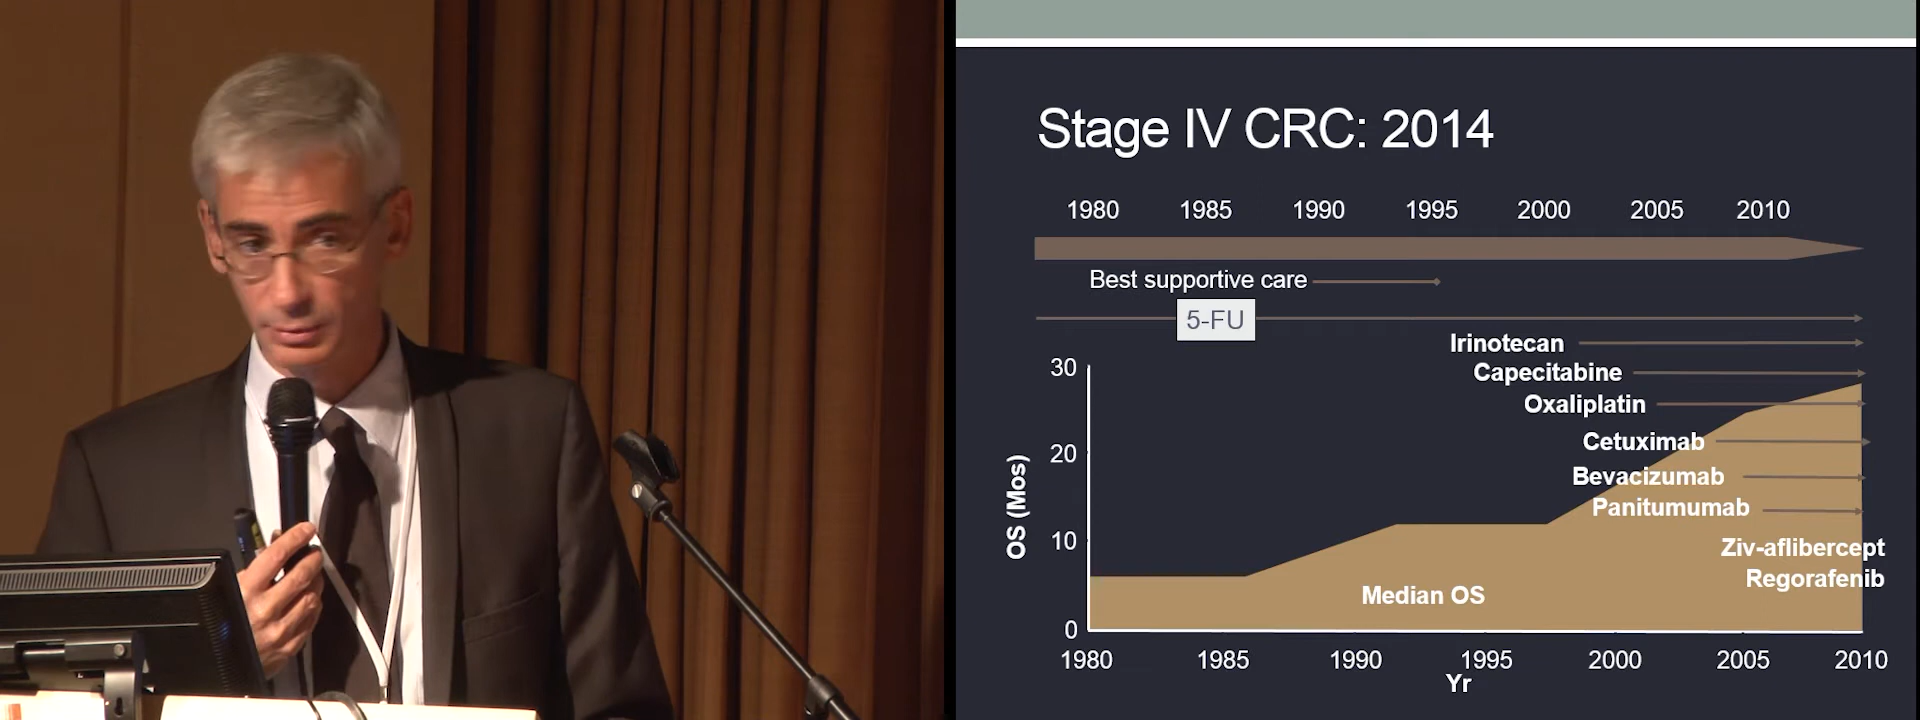 Stage IV CRC: 2014
1980 1985 1990 1995 2000 2005 2010
Best supportive care
5-FU
Irinotecan
Capecitabine
Oxaliplatin
Cetuximab
Bevacizumab
Panitumumab
Ziv-aflibercept
Regorafenib
Median OS
OS (Mos)
30
20
10
0
1980 1985 1990 1995 2000 2005 2010
Yr